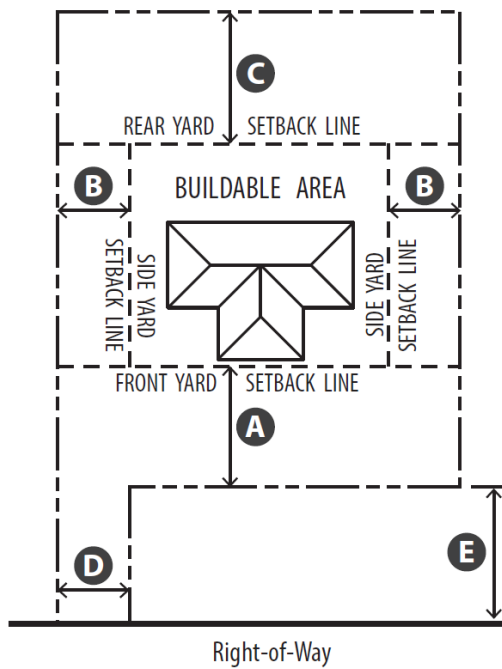 C
REAR YARD SETBACK LINE
B
BUILDABLE AREA
B
SETBACK LINE
SIDE YARD
SIDE YARD
SETBACK LINE
FRONT YARD SETBACK LINE
A
D
E
Right-of-Way